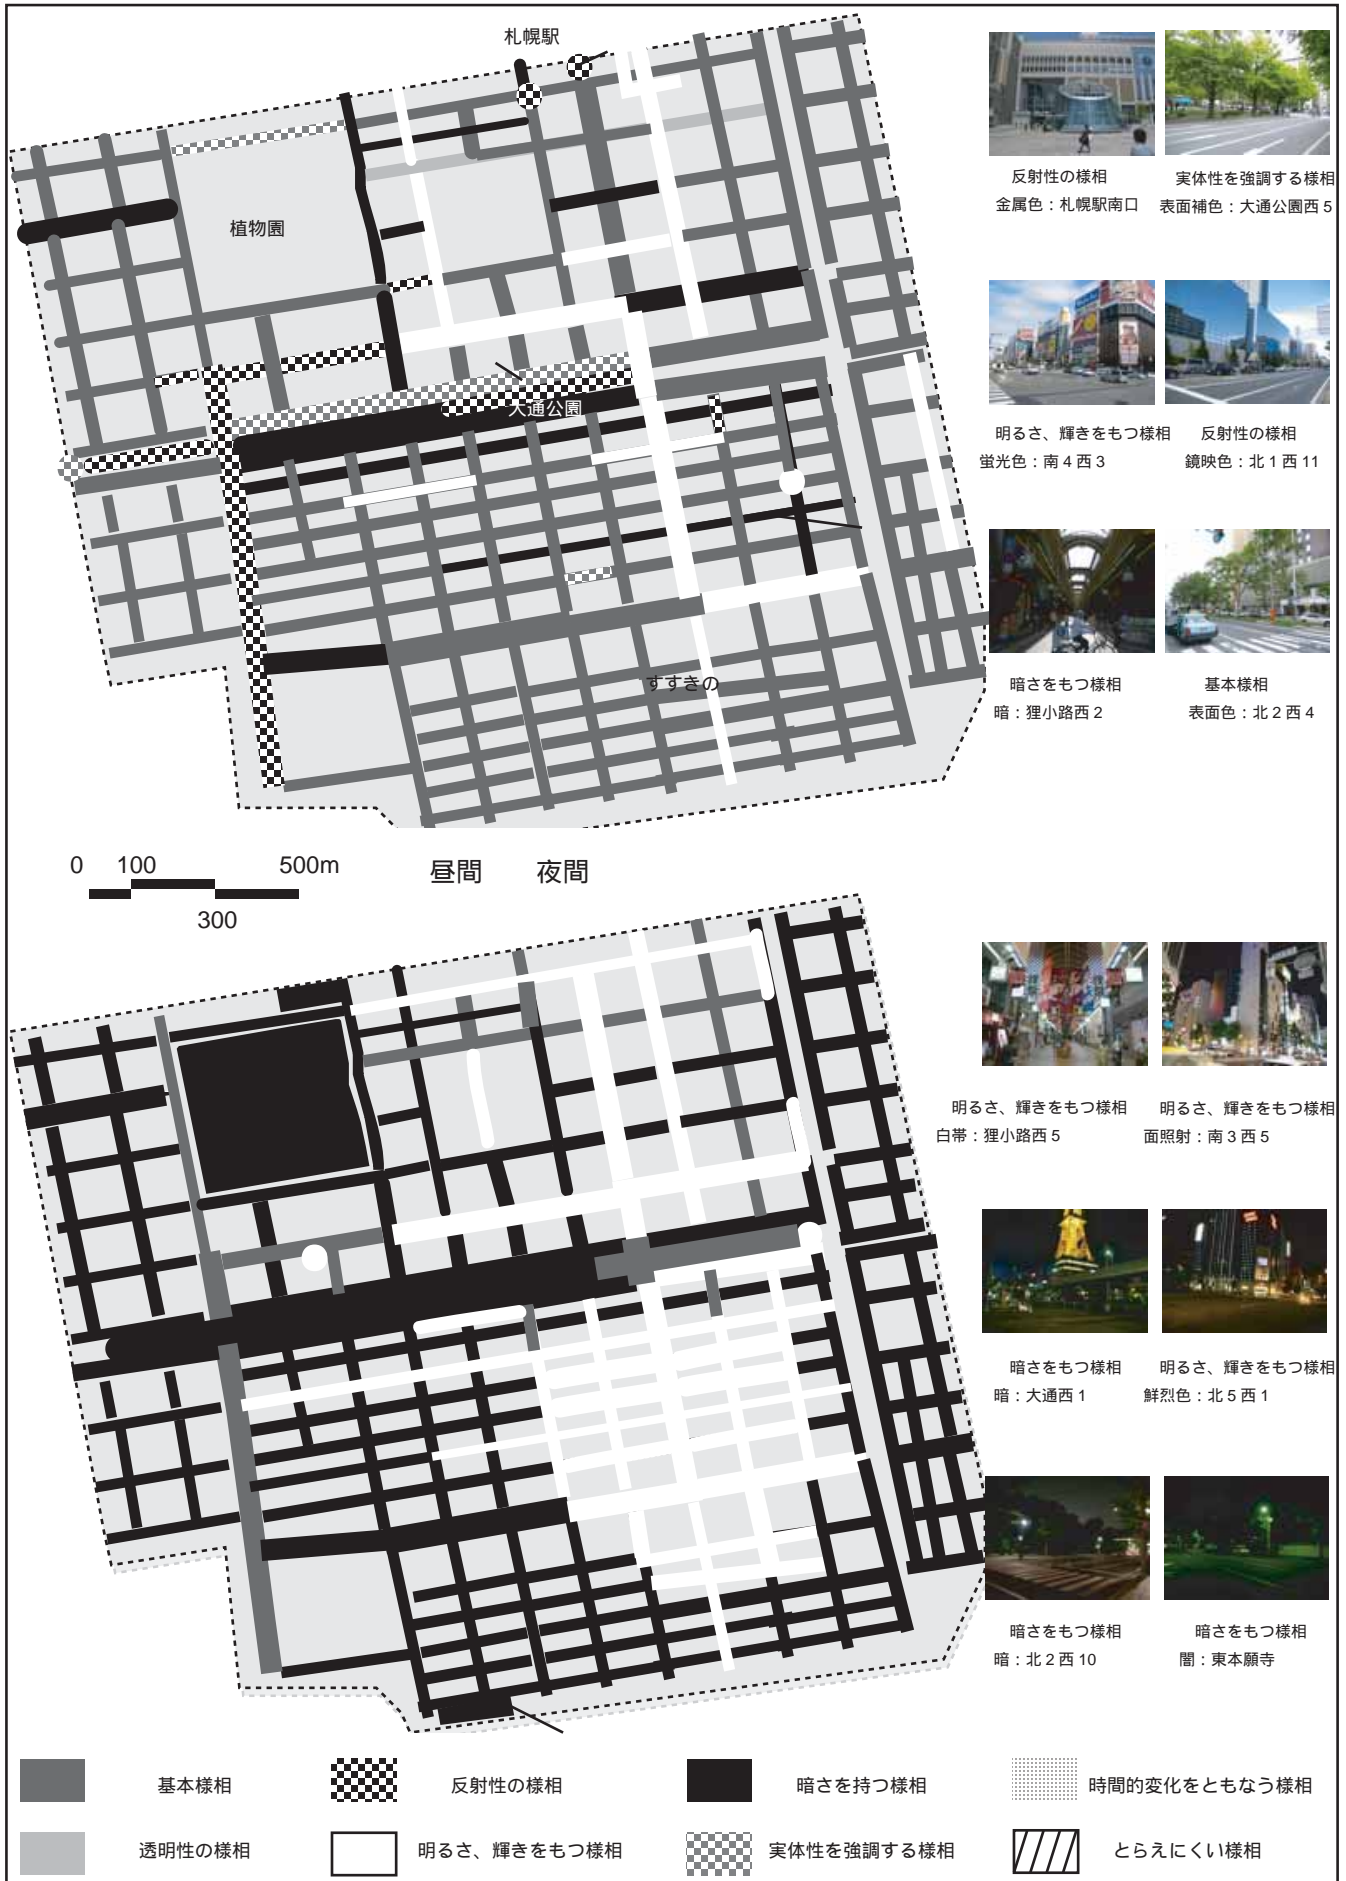 札幌駅
植物園
大通公園
すすきの
反射性の様相
金属色：札幌駅南口
実体性を強調する様相
表面補色：大通公園西 5
明るさ、輝きをもつ様相
蛍光色：南 4 西 3
反射性の様相
鏡映色：北 1 西 11
暗さをもつ様相
暗：狸小路西 2
基本様相
表面色：北 2 西 4
0 100 500m
300
昼間 夜間
明るさ、輝きをもつ様相
白帯：狸小路西 5
明るさ、輝きをもつ様相
面照射：南 3 西 5
暗さをもつ様相
暗：大通西 1
明るさ、輝きをもつ様相
鮮烈色：北 5 西 1
暗さをもつ様相
暗：北 2 西 10
暗さをもつ様相
闇：東本願寺
基本様相
反射性の様相
暗さを持つ様相
時間的変化をともなう様相
透明性の様相
明るさ、輝きをもつ様相
実体性を強調する様相
とらえにくい様相